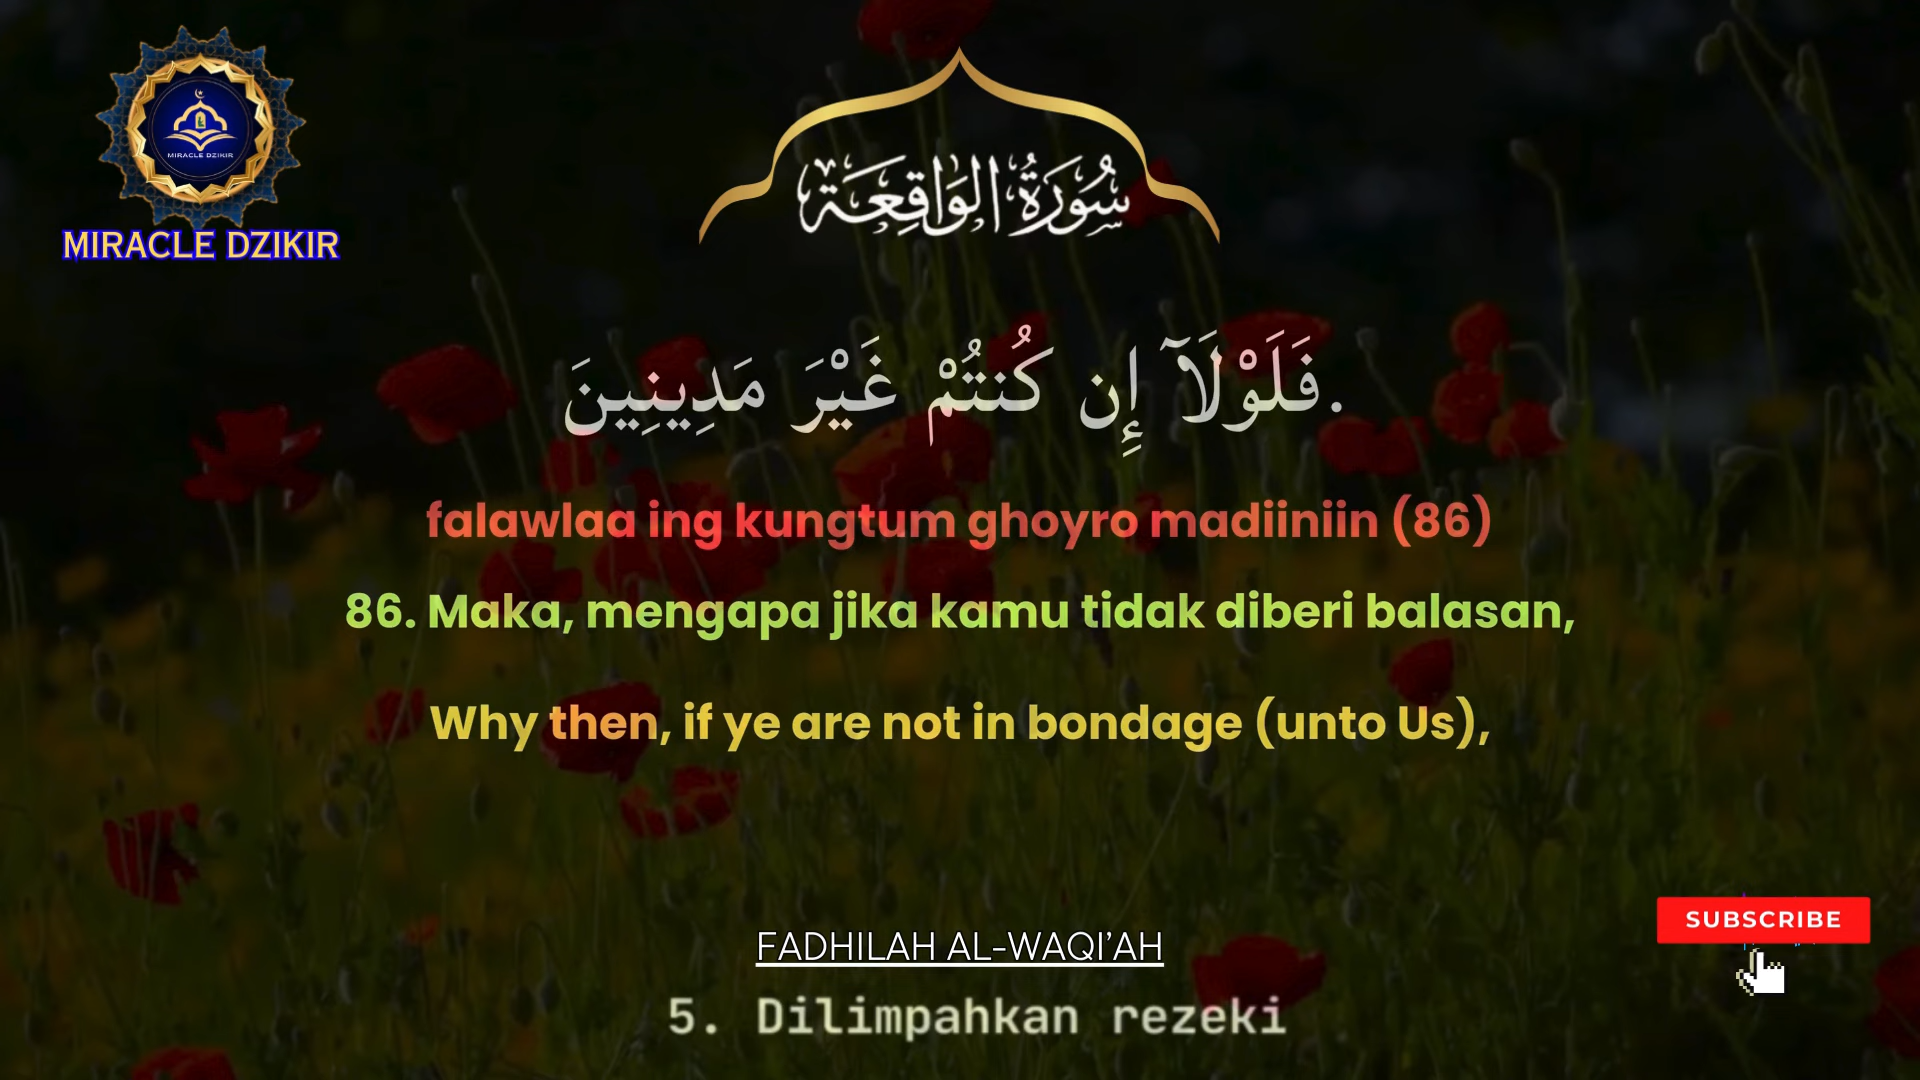 MIRACLE DZIKIR
MIRACLE DZIKIR
سُورَةُ الوَاقِعَة
فَلَوْلَآ إِن كُنتُمْ غَيْرَ مَدِينِينَ.
falawlaa ing kungtum ghoyro madiiniin (86)
86. Maka, mengapa jika kamu tidak diberi balasan,
Why then, if ye are not in bondage (unto Us),
SUBSCRIBE
FADHILAH AL-WAQI'AH
5. Dilimpahkan rezeki